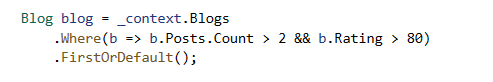 Blog blog = _context.Blogs
    .Where(b => b.Posts.Count > 2 && b.Rating > 80)
    .FirstOrDefault();